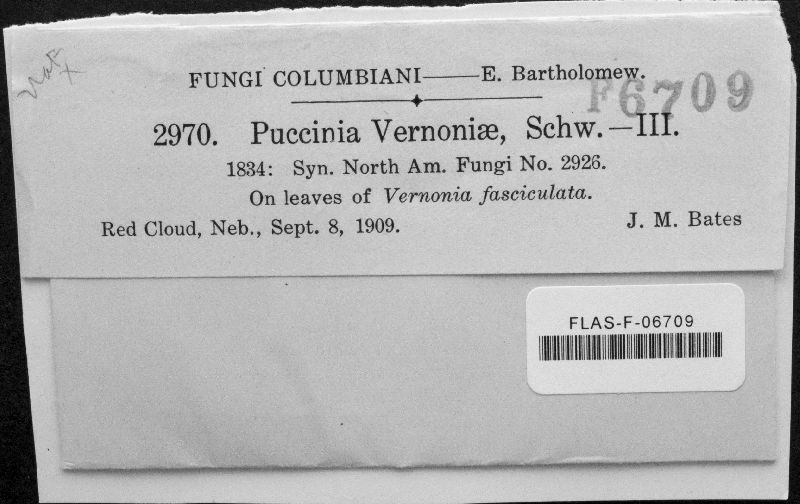 FUNGI COLUMBIANI——E. Bartholomew.
F6709
2970. Puccinia Vernoniæ, Schw.—III.
1834: Syn. North Am. Fungi No. 2926.
On leaves of Vernonia fasciculata.
Red Cloud, Neb., Sept. 8, 1909. J. M. Bates
FLAS-F-06709